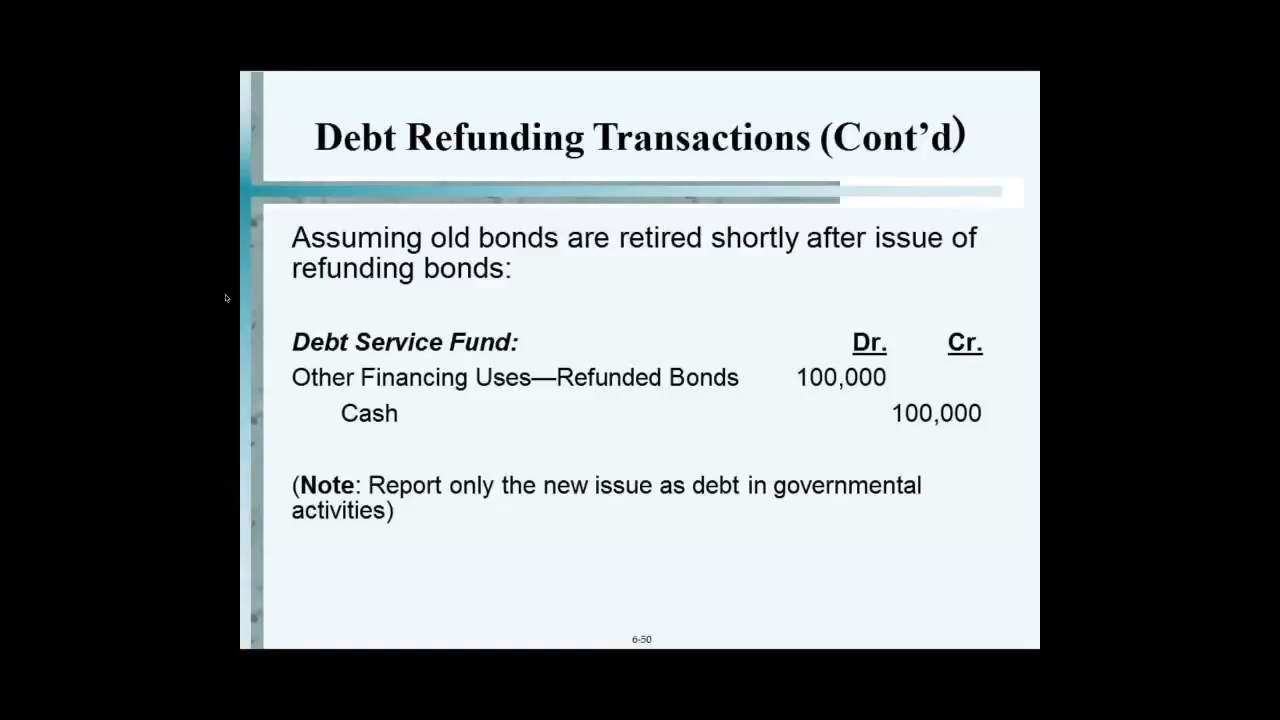 Debt Refunding Transactions (Cont’d)
Assuming old bonds are retired shortly after issue of
refunding bonds:
Debt Service Fund: Dr. Cr.
Other Financing Uses—Refunded Bonds 100,000
Cash 100,000
(Note: Report only the new issue as debt in governmental
activities)
6-50